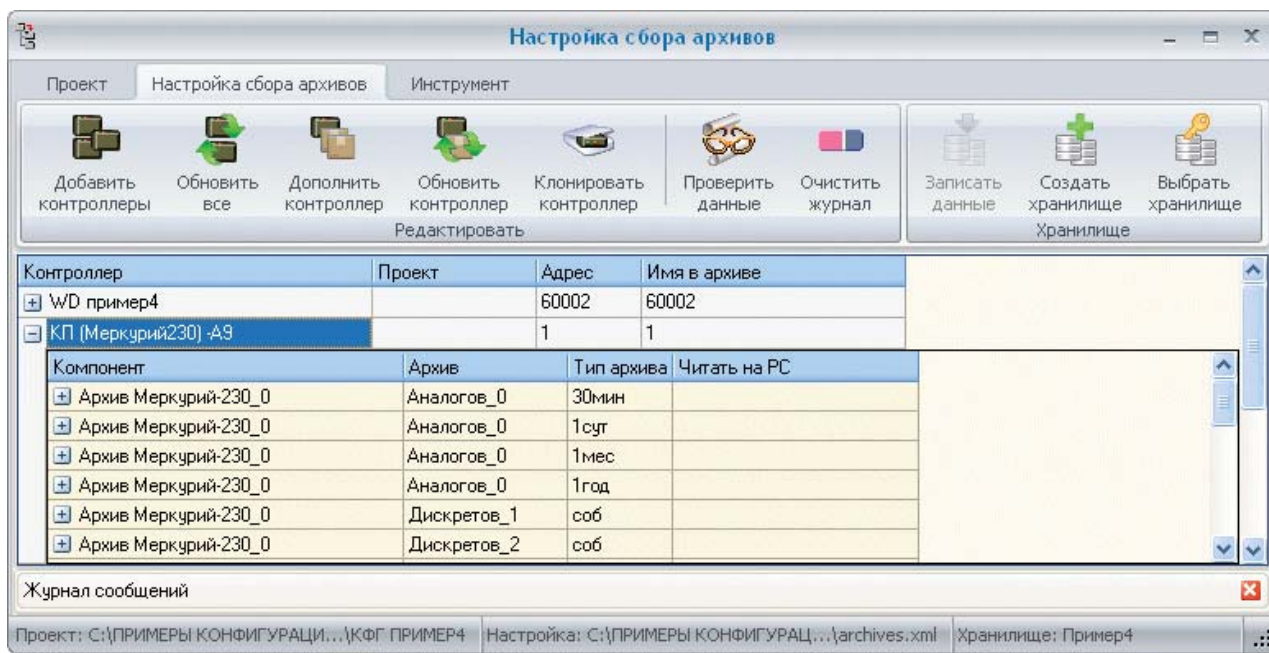 Настройка сбора архивов
Проект Настройка сбора архивов Инструмент
Добавить контроллеры
Обновить все
Дополнить контроллер
Обновить контроллер
Клонировать контроллер
Проверить данные
Очистить журнал
Записать данные
Создать хранилище
Выбрать хранилище
Редактировать
Хранилище
Контроллер Проект Адрес Имя в архиве
WD пример4 60002 60002
КП (Меркурий230) -А9 1 1
Компонент Архив Тип архива Читать на РС
Архив Меркурий-230_0 Аналогов_0 30мин
Архив Меркурий-230_0 Аналогов_0 1сут
Архив Меркурий-230_0 Аналогов_0 1мес
Архив Меркурий-230_0 Аналогов_0 1год
Архив Меркурий-230_0 Дискретов_1 соб
Архив Меркурий-230_0 Дискретов_2 соб
Журнал сообщений
Проект: C:\ПРИМЕРЫ КОНФИГУРАЦИ...\КФГ ПРИМЕР4 Настройка: C:\ПРИМЕРЫ КОНФИГУРАЦ...\archives.xml Хранилище: Пример4